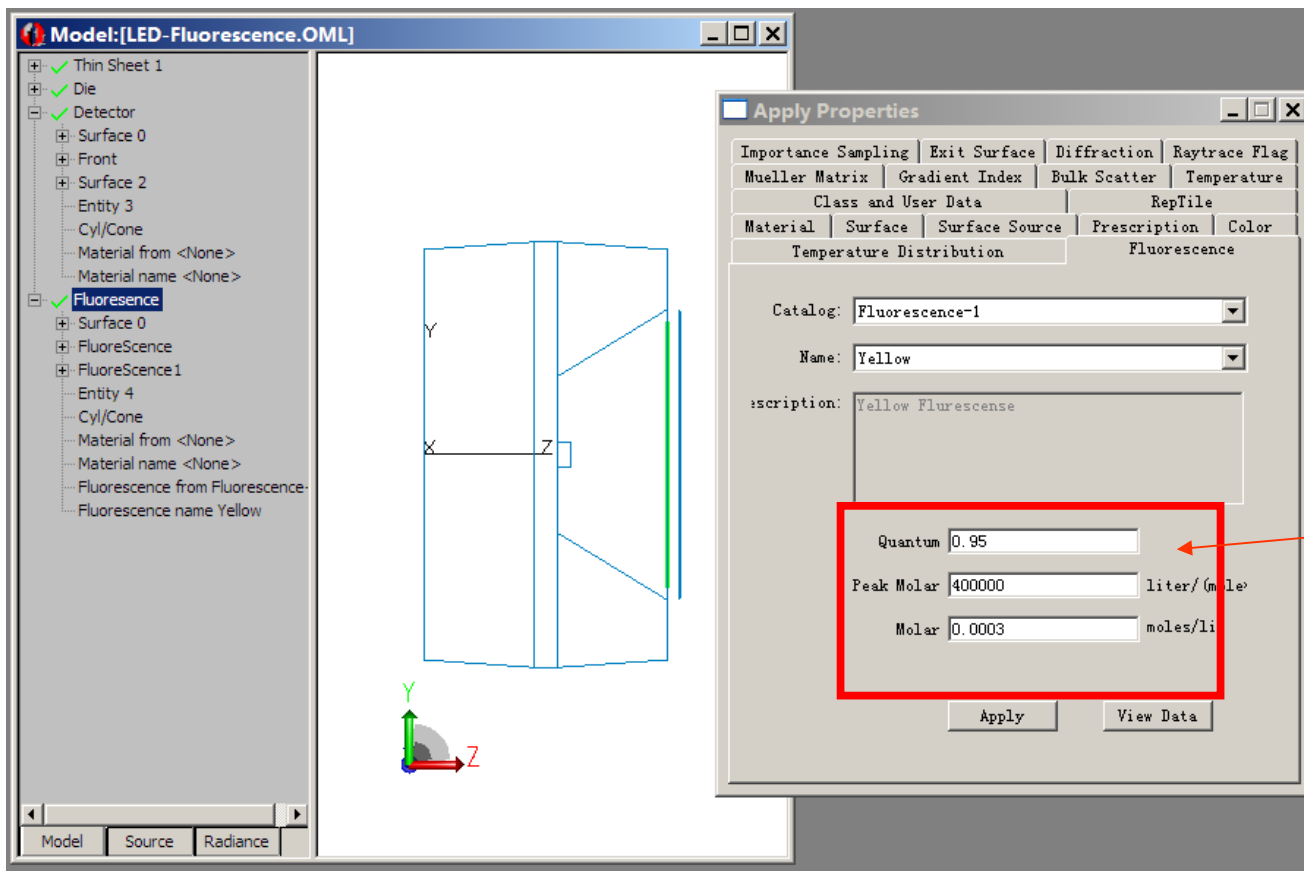 Model:[LED-Fluorescence.OML]
Thin Sheet 1
Die
Detector
Surface 0
Front
Surface 2
Entity 3
Cyl/Cone
Material from <None>
Material name <None>
Fluoresence
Surface 0
FluoreScence
FluoreScence1
Entity 4
Cyl/Cone
Material from <None>
Material name <None>
Fluorescence from Fluorescence-
Fluorescence name Yellow
Model Source Radiance
Y
X Z
Y
Z
Apply Properties
Importance Sampling Exit Surface Diffraction Raytrace Flag
Mueller Matrix Gradient Index Bulk Scatter Temperature
Class and User Data RepTile
Material Surface Surface Source Prescription Color
Temperature Distribution Fluorescence
Catalog: Fluorescence-1
Name: Yellow
scription: Yellow Flurescense
Quantum 0.95
Peak Molar 400000 liter/(mole
Molar 0.0003 moles/li
Apply View Data